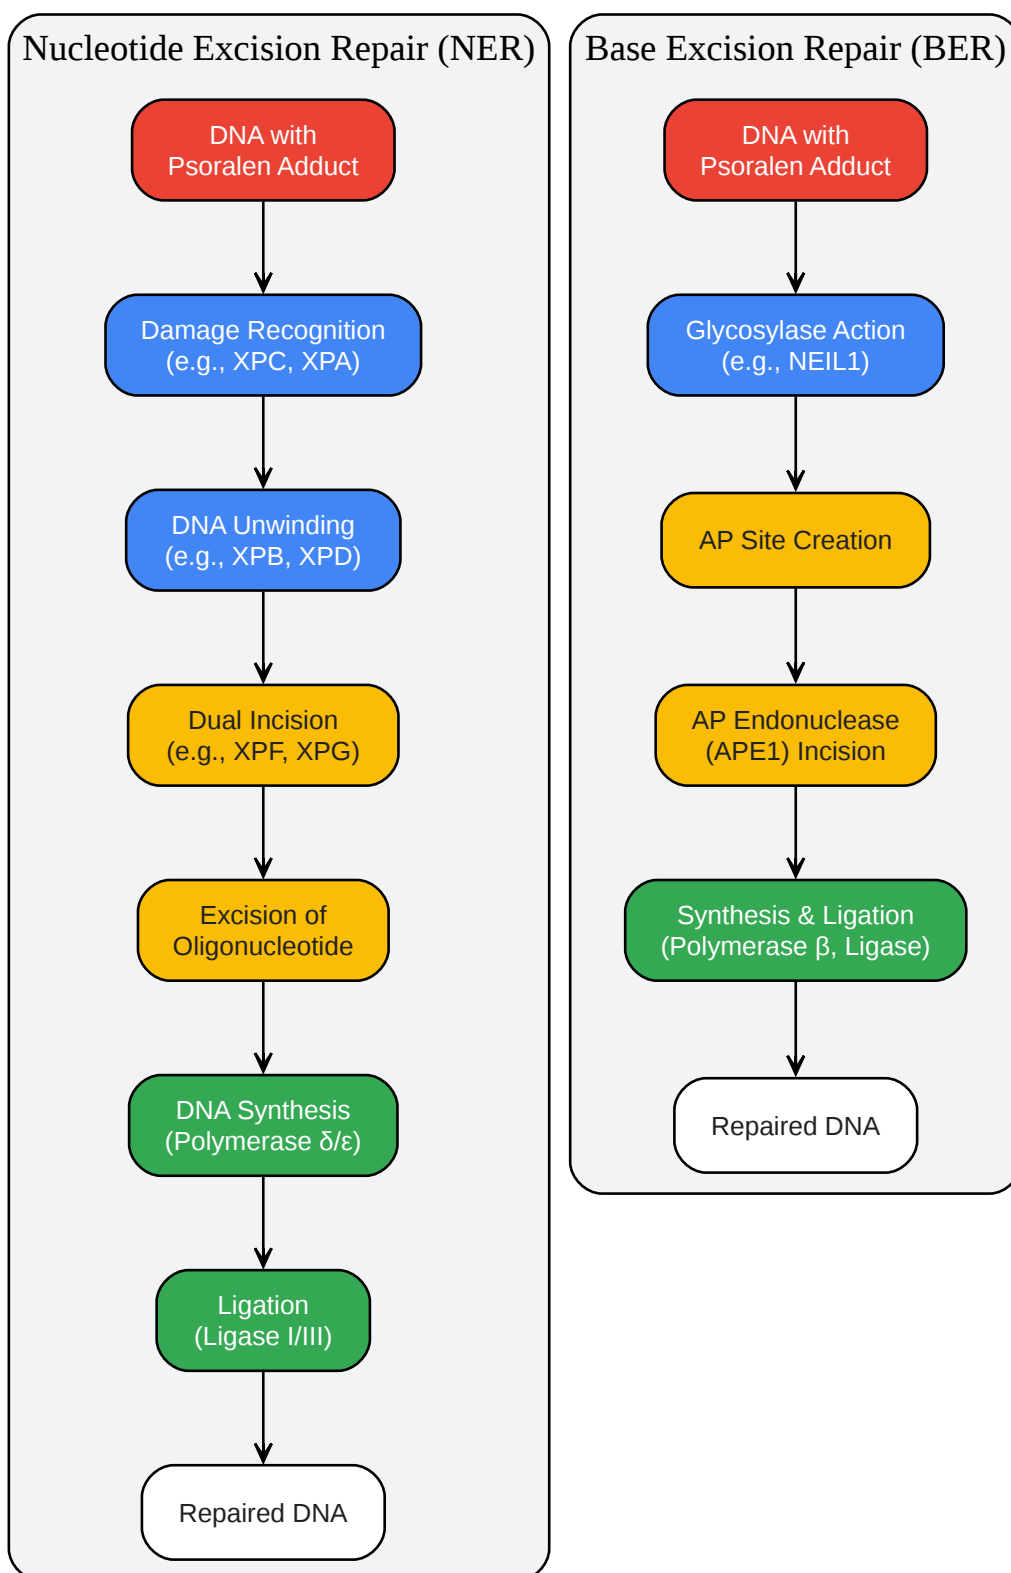 Nucleotide Excision Repair (NER)
DNA with
Psoralen Adduct
Damage Recognition
(e.g., XPC, XPA)
DNA Unwinding
(e.g., XPB, XPD)
Dual Incision
(e.g., XPF, XPG)
Excision of
Oligonucleotide
DNA Synthesis
(Polymerase δ/ε)
Ligation
(Ligase I/III)
Repaired DNA
Base Excision Repair (BER)
DNA with
Psoralen Adduct
Glycosylase Action
(e.g., NEIL1)
AP Site Creation
AP Endonuclease
(APE1) Incision
Synthesis & Ligation
(Polymerase β, Ligase)
Repaired DNA